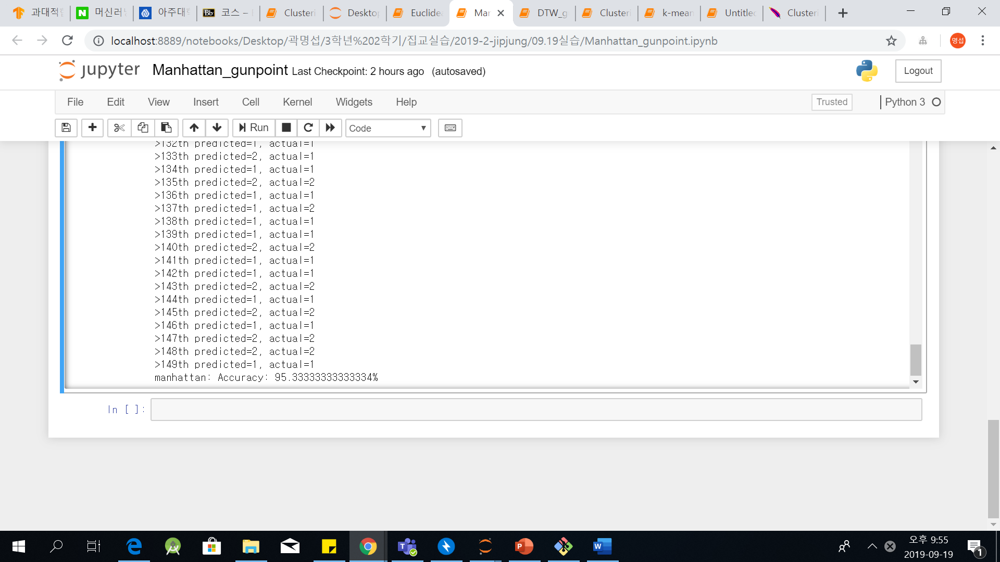 과대적합
머신러닝
아주대학
코스 –
Clusteri
Desktop
Euclidea
Mar
DTW_g
Clusteri
k-mean
Untitled
Clusteri
localhost:8889/notebooks/Desktop/곽명섭/3학년%202학기/집교실습/2019-2-jipjung/09.19실습/Manhattan_gunpoint.ipynb
명섭
jupyter Manhattan_gunpoint Last Checkpoint: 2 hours ago (autosaved)
Logout
File Edit View Insert Cell Kernel Widgets Help
Trusted
Python 3
Run
Code
>132th predicted=1, actual=1
>133th predicted=2, actual=1
>134th predicted=1, actual=1
>135th predicted=2, actual=2
>136th predicted=1, actual=1
>137th predicted=1, actual=2
>138th predicted=1, actual=1
>139th predicted=1, actual=1
>140th predicted=2, actual=2
>141th predicted=1, actual=1
>142th predicted=1, actual=1
>143th predicted=2, actual=2
>144th predicted=1, actual=1
>145th predicted=2, actual=2
>146th predicted=1, actual=1
>147th predicted=2, actual=2
>148th predicted=2, actual=2
>149th predicted=1, actual=1
manhattan: Accuracy: 95.33333333333334%
In [ ]:
오후 9:55
2019-09-19
1